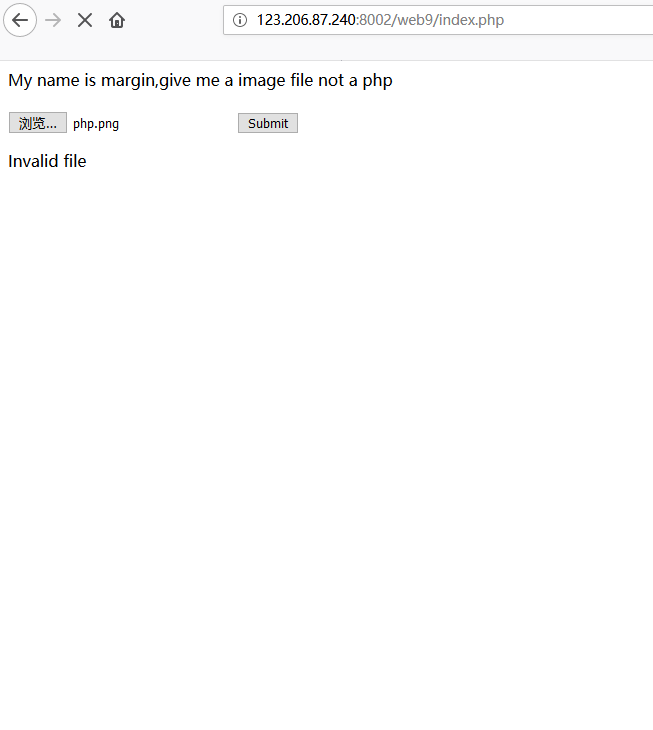 123.206.87.240:8002/web9/index.php
My name is margin,give me a image file not a php
浏览... php.png Submit
Invalid file